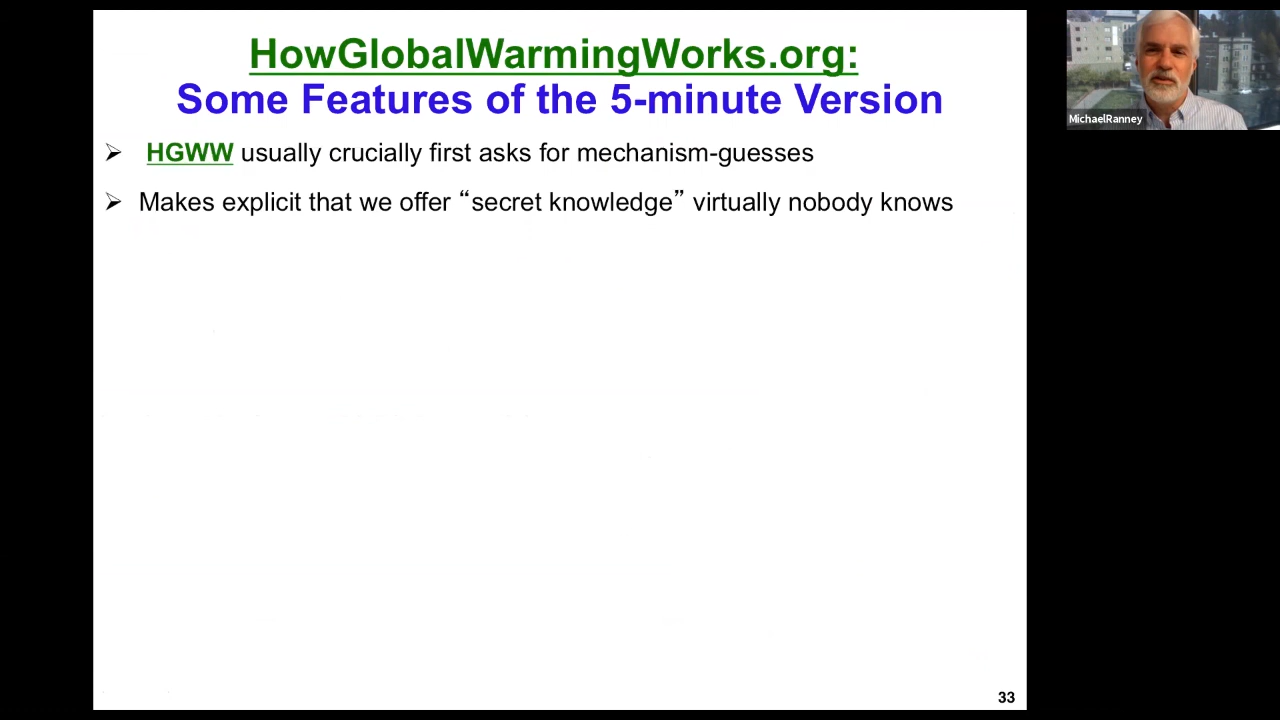 HowGlobalWarmingWorks.org:
Some Features of the 5-minute Version
➢ HGWW usually crucially first asks for mechanism-guesses
➢ Makes explicit that we offer “secret knowledge” virtually nobody knows
33
MichaelRanney